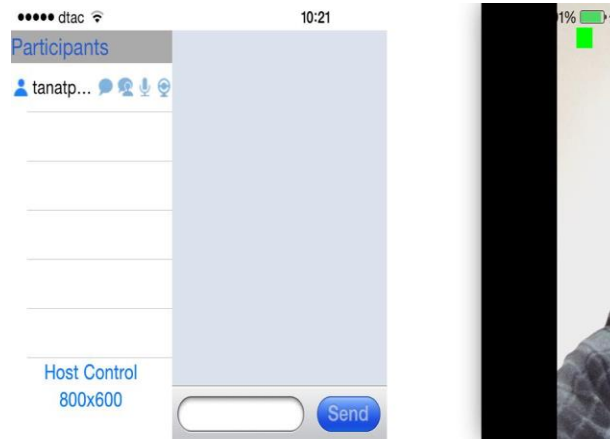 dtac 10:21 1%
Participants
tanatp...
Host Control
800x600
Send